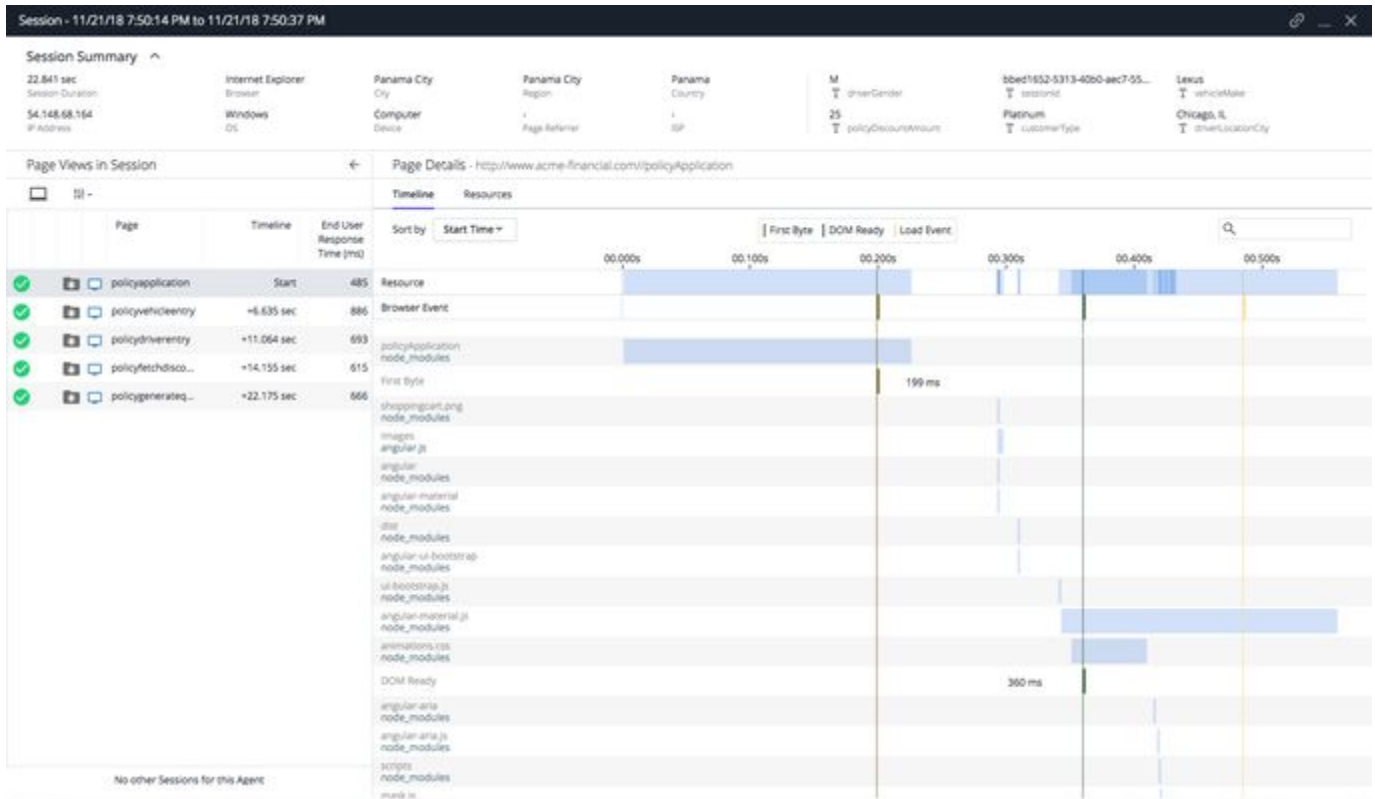 Session - 11/21/18 7:50:14 PM to 11/21/18 7:50:37 PM
Session Summary
22.841 sec
Session Duration
Internet Explorer
Browser
Panama City
City
Panama City
Region
Panama
Country
M
driverGender
bbed1652-5313-40b0-aec7-55...
sessionId
Lexus
vehicleMake
54.148.68.164
IP Address
Windows
OS
Computer
Device
-
Page Referrer
-
ISP
25
policyDiscountAmount
Platinum
customerType
Chicago, IL
driverLocationCity
Page Views in Session
Page Details - http://www.acme-financial.com//policyApplication
Timeline
Resources
Page
Timeline
End User
Response
Time (ms)
Sort by
Start Time
First Byte
DOM Ready
Load Event
00.000s
00.100s
00.200s
00.300s
00.400s
00.500s
policyapplication
Start
485
policyvehicleentry
+6.635 sec
886
policydriverentry
+11.064 sec
693
policyfetchdisco...
+14.155 sec
615
policygenerateq...
+22.175 sec
666
Resource
Browser Event
policyApplication
node_modules
First Byte
199 ms
shoppingcart.png
node_modules
images
angular.js
angular
node_modules
angular-material
node_modules
dist
node_modules
angular-ui-bootstrap
node_modules
ui-bootstrap.js
node_modules
angular-material.js
node_modules
animations.css
node_modules
DOM Ready
360 ms
angular-aria
node_modules
angular-aria.js
node_modules
scripts
node_modules
mask.js
No other Sessions for this Agent